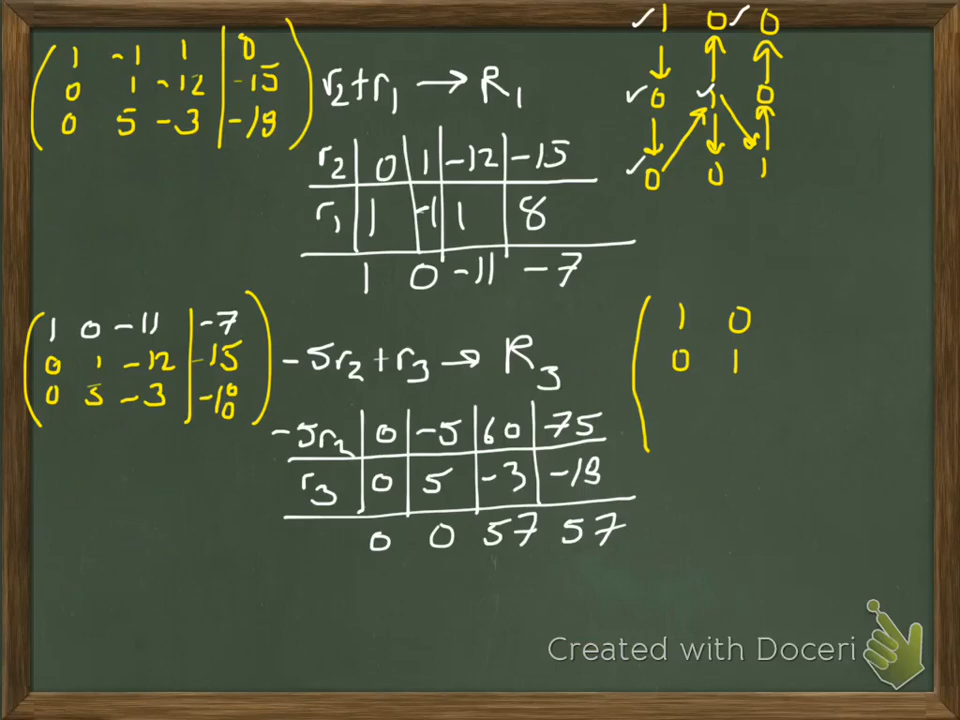 1 -1 1 | 0
0 1 -12 | -15
0 5 -3 | -18
r2+r1 → R1
r2 | 0 | 1 | -12 | -15
r1 | 1 | -1 | 1 | 8
1 0 -11 -7
1 0 0
0 1 0
0 0 1
1 0 -11 | -7
0 1 -12 | -15
0 5 -3 |
-5r2+r3 → R3
-5r2 | 0 | -5 | 60 | 75
r3 | 0 | 5 | -3 | -18
0 0 57 57
1 0
0 1
Created with Doceri